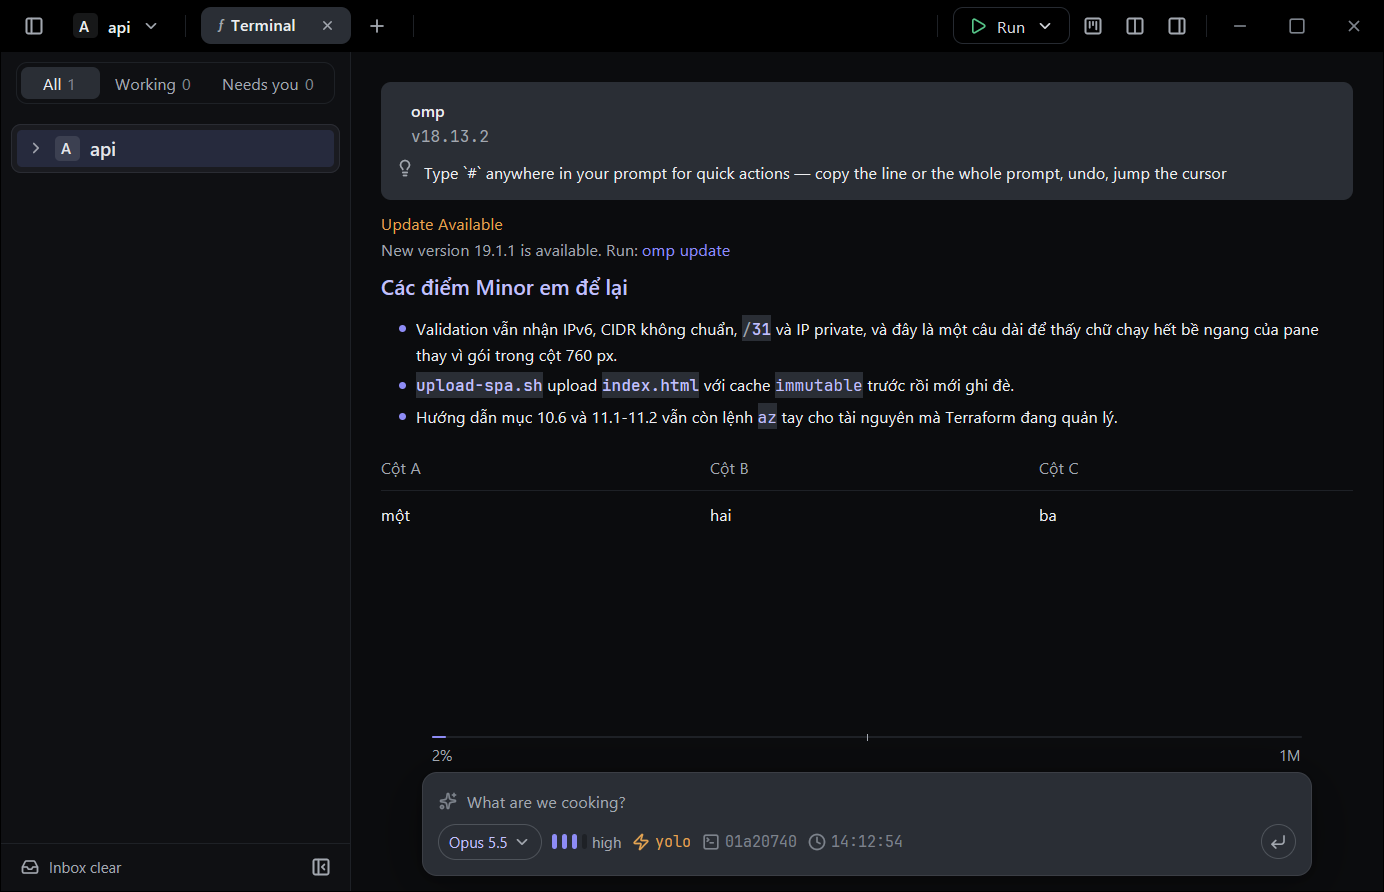 A api
Terminal
Run
All 1
Working 0
Needs you 0
A api
omp
v18.13.2
Type `#` anywhere in your prompt for quick actions — copy the line or the whole prompt, undo, jump the cursor
Update Available
New version 19.1.1 is available. Run: omp update
Các điểm Minor em để lại
Validation vẫn nhận IPv6, CIDR không chuẩn, /31 và IP private, và đây là một câu dài để thấy chữ chạy hết bề ngang của pane
thay vì gói trong cột 760 px.
upload-spa.sh upload index.html với cache immutable trước rồi mới ghi đè.
Hướng dẫn mục 10.6 và 11.1-11.2 vẫn còn lệnh az tay cho tài nguyên mà Terraform đang quản lý.
Cột A Cột B Cột C
một hai ba
2% 1M
What are we cooking?
Opus 5.5 high yolo 01a20740 14:12:54
Inbox clear